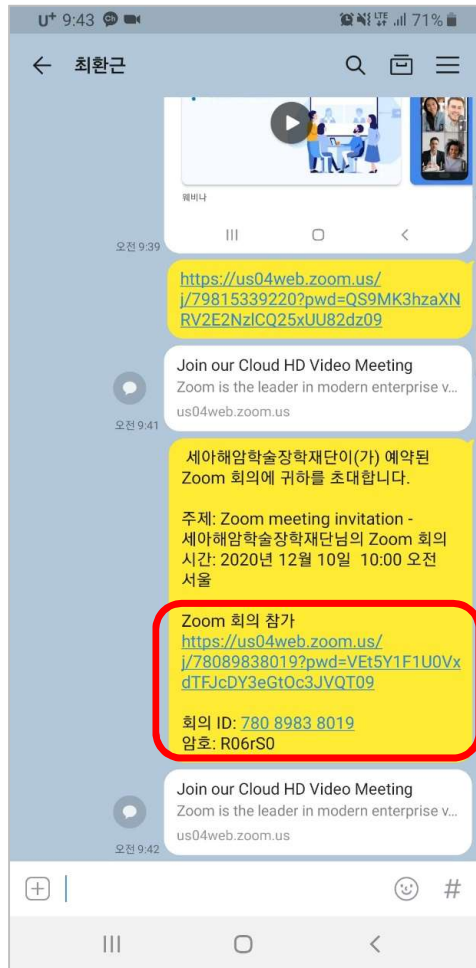 U+ 9:43
LTE 71%
최환근
웨비나
오전 9:39
https://us04web.zoom.us/
j/79815339220?pwd=QS9MK3hzaXN
RV2E2NzlCQ25xUU82dz09
Join our Cloud HD Video Meeting
Zoom is the leader in modern enterprise v...
us04web.zoom.us
오전 9:41
세아해암학술장학재단이(가) 예약된
Zoom 회의에 귀하를 초대합니다.
주제: Zoom meeting invitation -
세아해암학술장학재단님의 Zoom 회의
시간: 2020년 12월 10일 10:00 오전
서울
Zoom 회의 참가
https://us04web.zoom.us/
j/78089838019?pwd=VEt5Y1F1U0Vx
dTFJcDY3eGtOc3JVQT09
회의 ID: 780 8983 8019
암호: R06rS0
Join our Cloud HD Video Meeting
Zoom is the leader in modern enterprise v...
us04web.zoom.us
오전 9:42
#